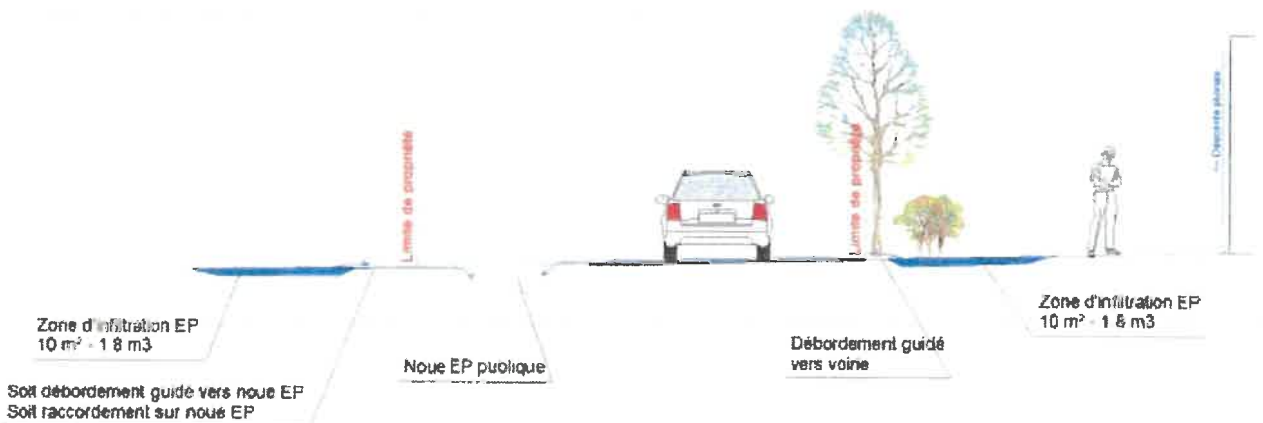 Limite de propriété
Limite de propriété
Descente pluviale
Zone d'infiltration EP
10 m² - 1 8 m3
Soit débordement guidé vers noue EP
Soit raccordement sur noue EP
Noue EP publique
Débordement guidé
vers voirie
Zone d'infiltration EP
10 m² - 1 8 m3